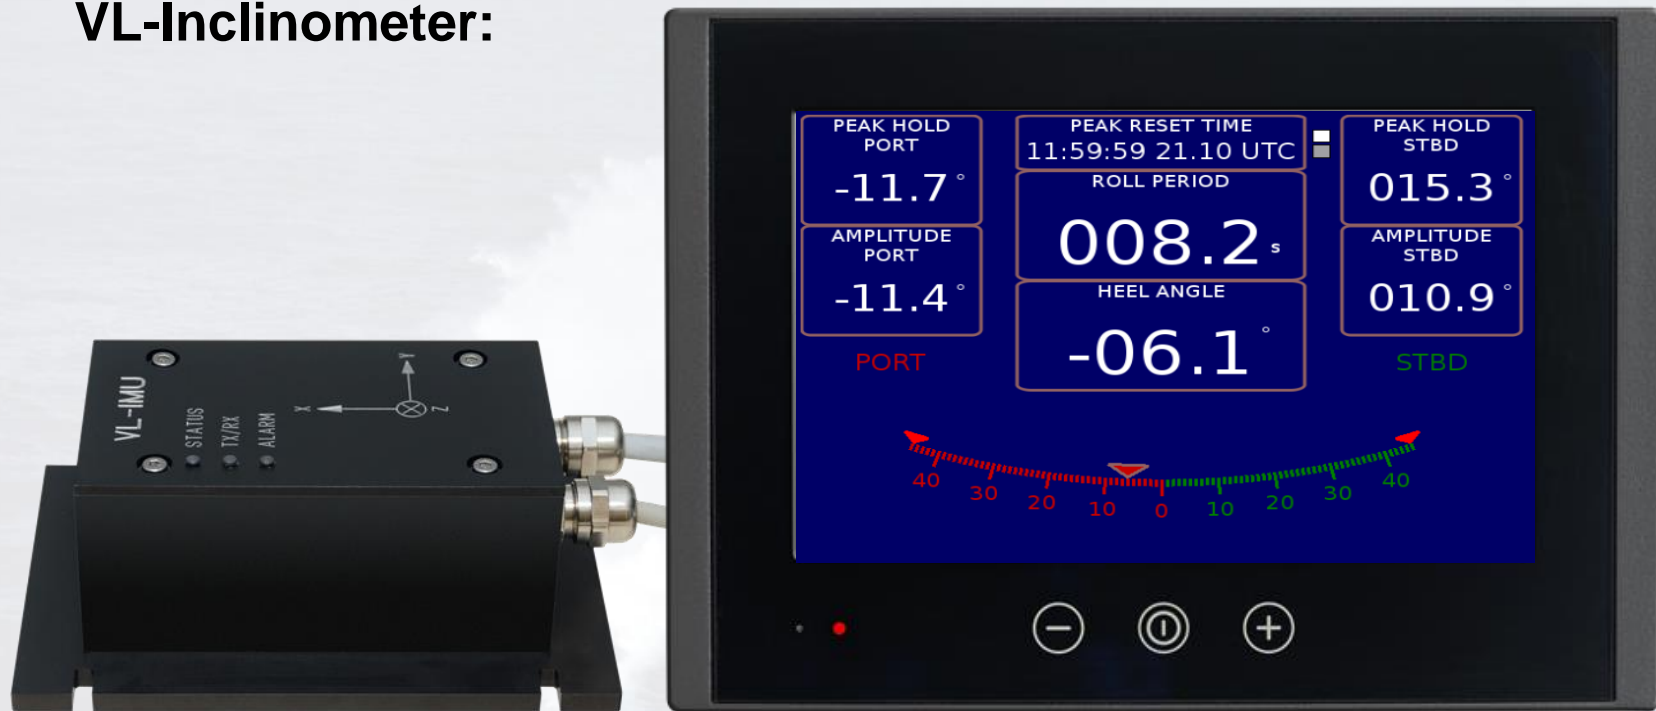 VL-Inclinometer:
PEAK HOLD
PORT
-11.7°
AMPLITUDE
PORT
-11.4°
PEAK RESET TIME
11:59:59 21.10 UTC
ROLL PERIOD
008.2 s
HEEL ANGLE
-06.1°
PEAK HOLD
STBD
015.3°
AMPLITUDE
STBD
010.9°
PORT
STBD
40 30 20 10 0 10 20 30 40
VL-IMU
STATUS
TX/RX
ALARM
X
Y
Z